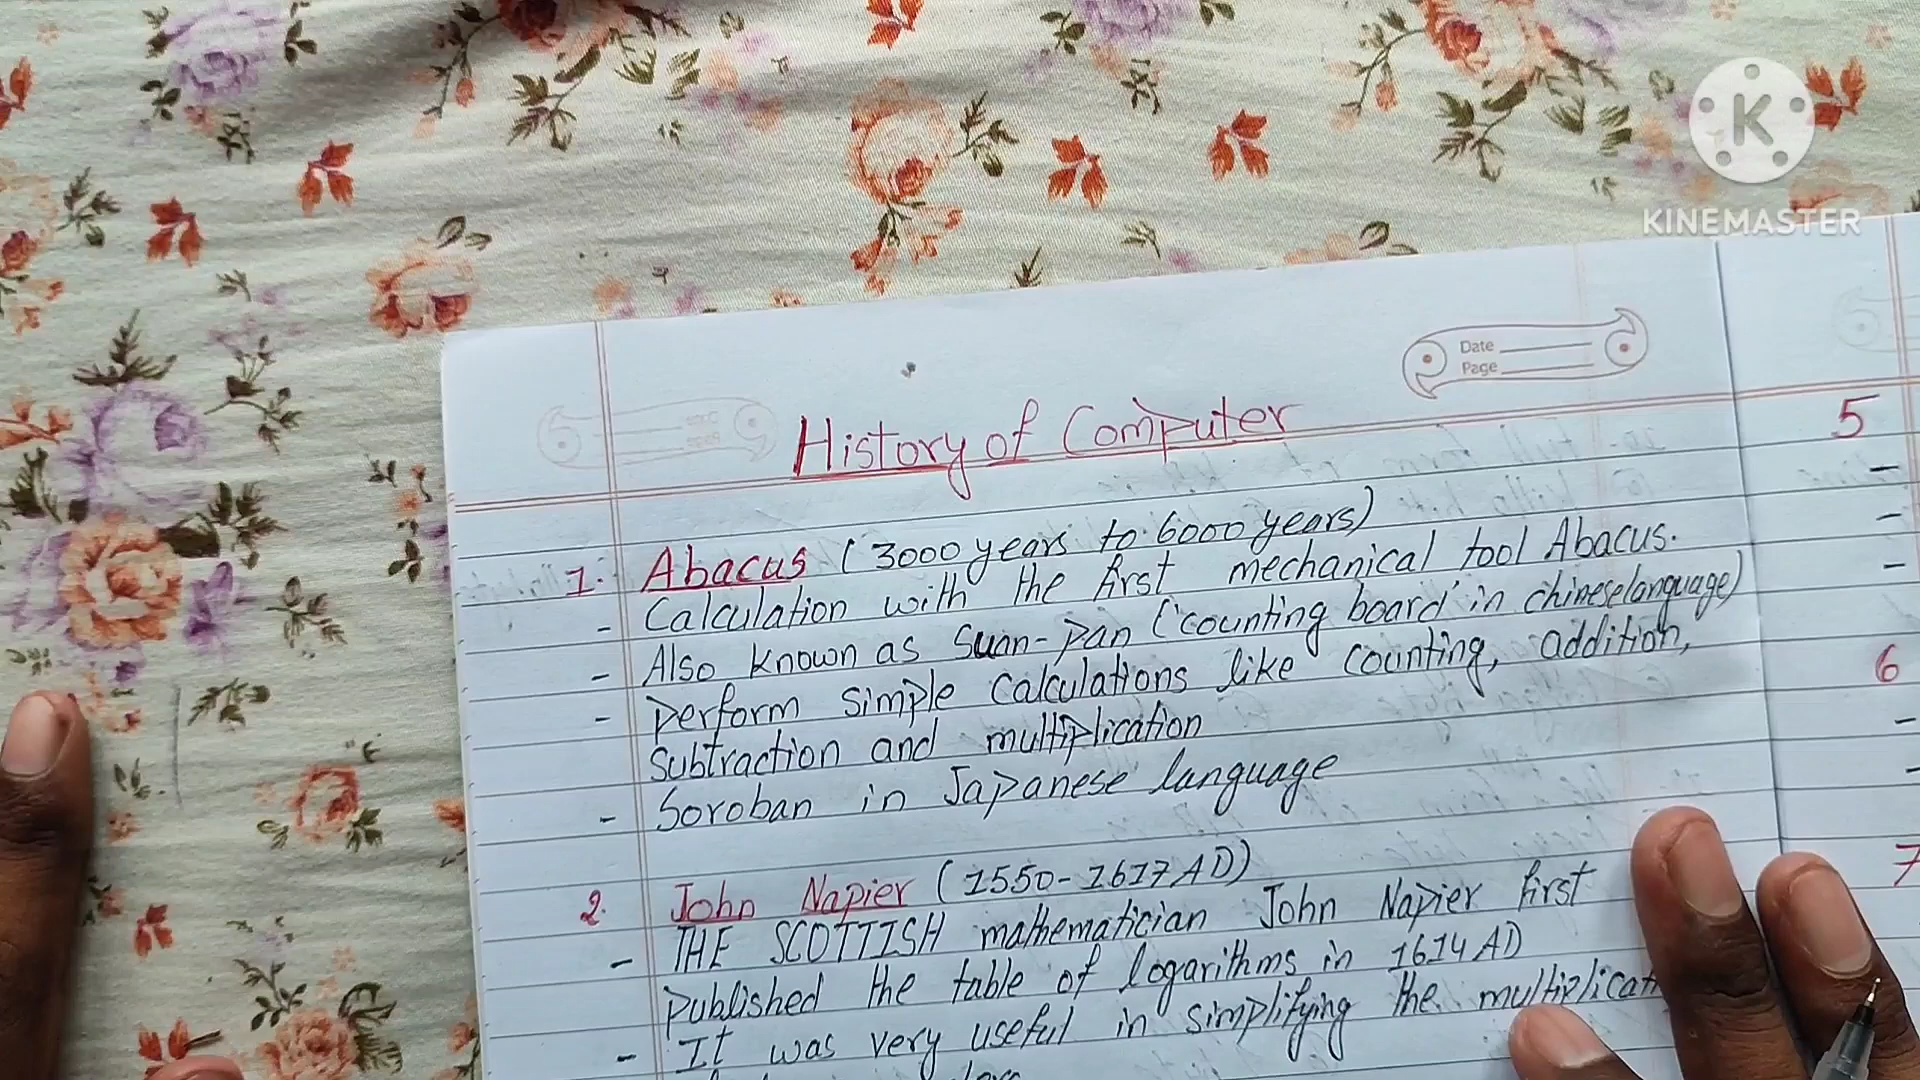 K
KINEMASTER
Date
Page
History of Computer
1. Abacus (3000 years to 6000 years)
- Calculation with the first mechanical tool Abacus.
- Also known as Suan-pan ('counting board' in chineselanguage)
- perform simple calculations like counting, addition,
subtraction and multiplication
- Soroban in Japanese language
2. John Napier (1550-1617 AD)
- THE SCOTTISH mathematician John Napier first
published the table of logarithms in 1614 AD
- It was very useful in simplifying the
5
-
-
-
6
-
-
7